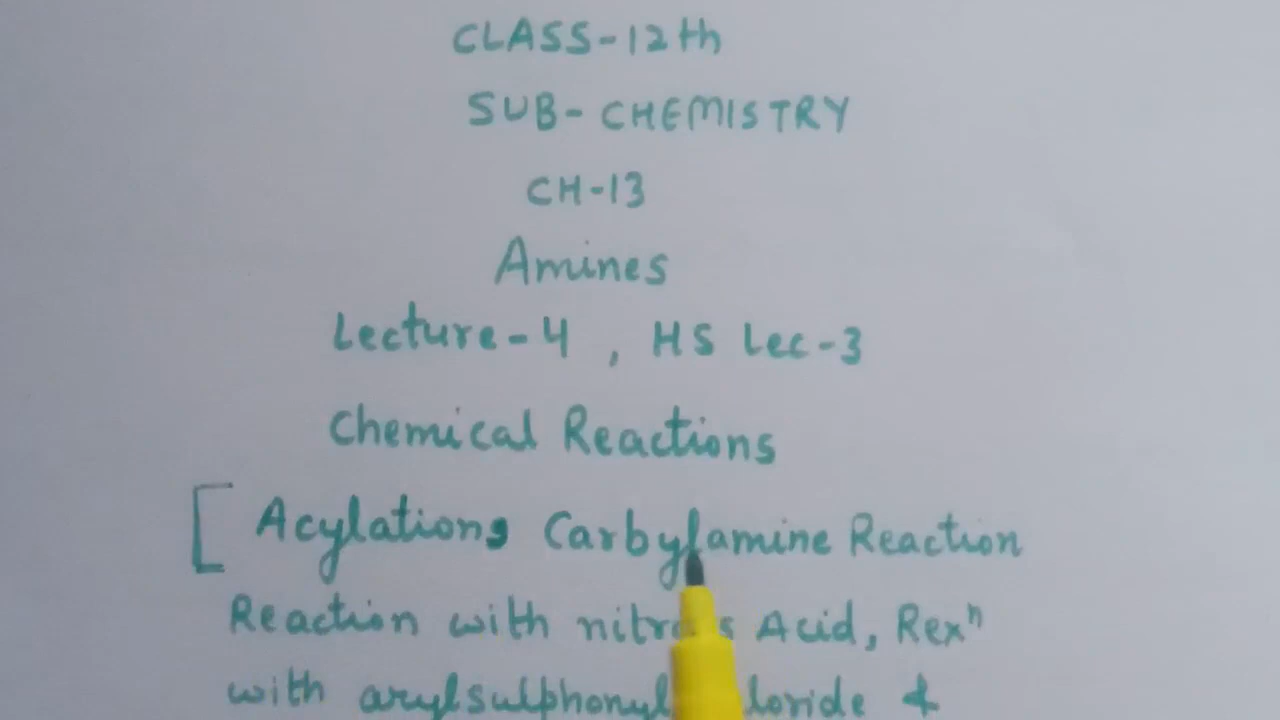 CLASS-12th
SUB-CHEMISTRY
CH-13
Amines
Lecture-4, HS Lec-3
Chemical Reactions
[Acylation, Carbylamine Reaction
Reaction with Acid, Rexⁿ
with &